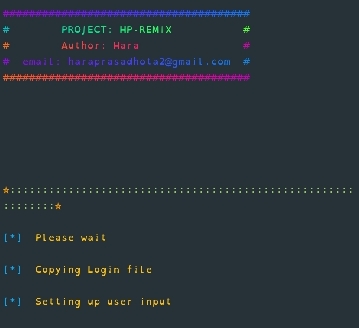 ######################################
#        PROJECT: HP-REMIX           #
#        Author: Hara                #
#  email: haraprasadhota2@gmail.com  #
######################################
*:::::::::::::::::::::::::::::::::::::::::::::::::::::
::::::::*
[*]  Please wait
[*]  Copying Login file
[*]  Setting up user input